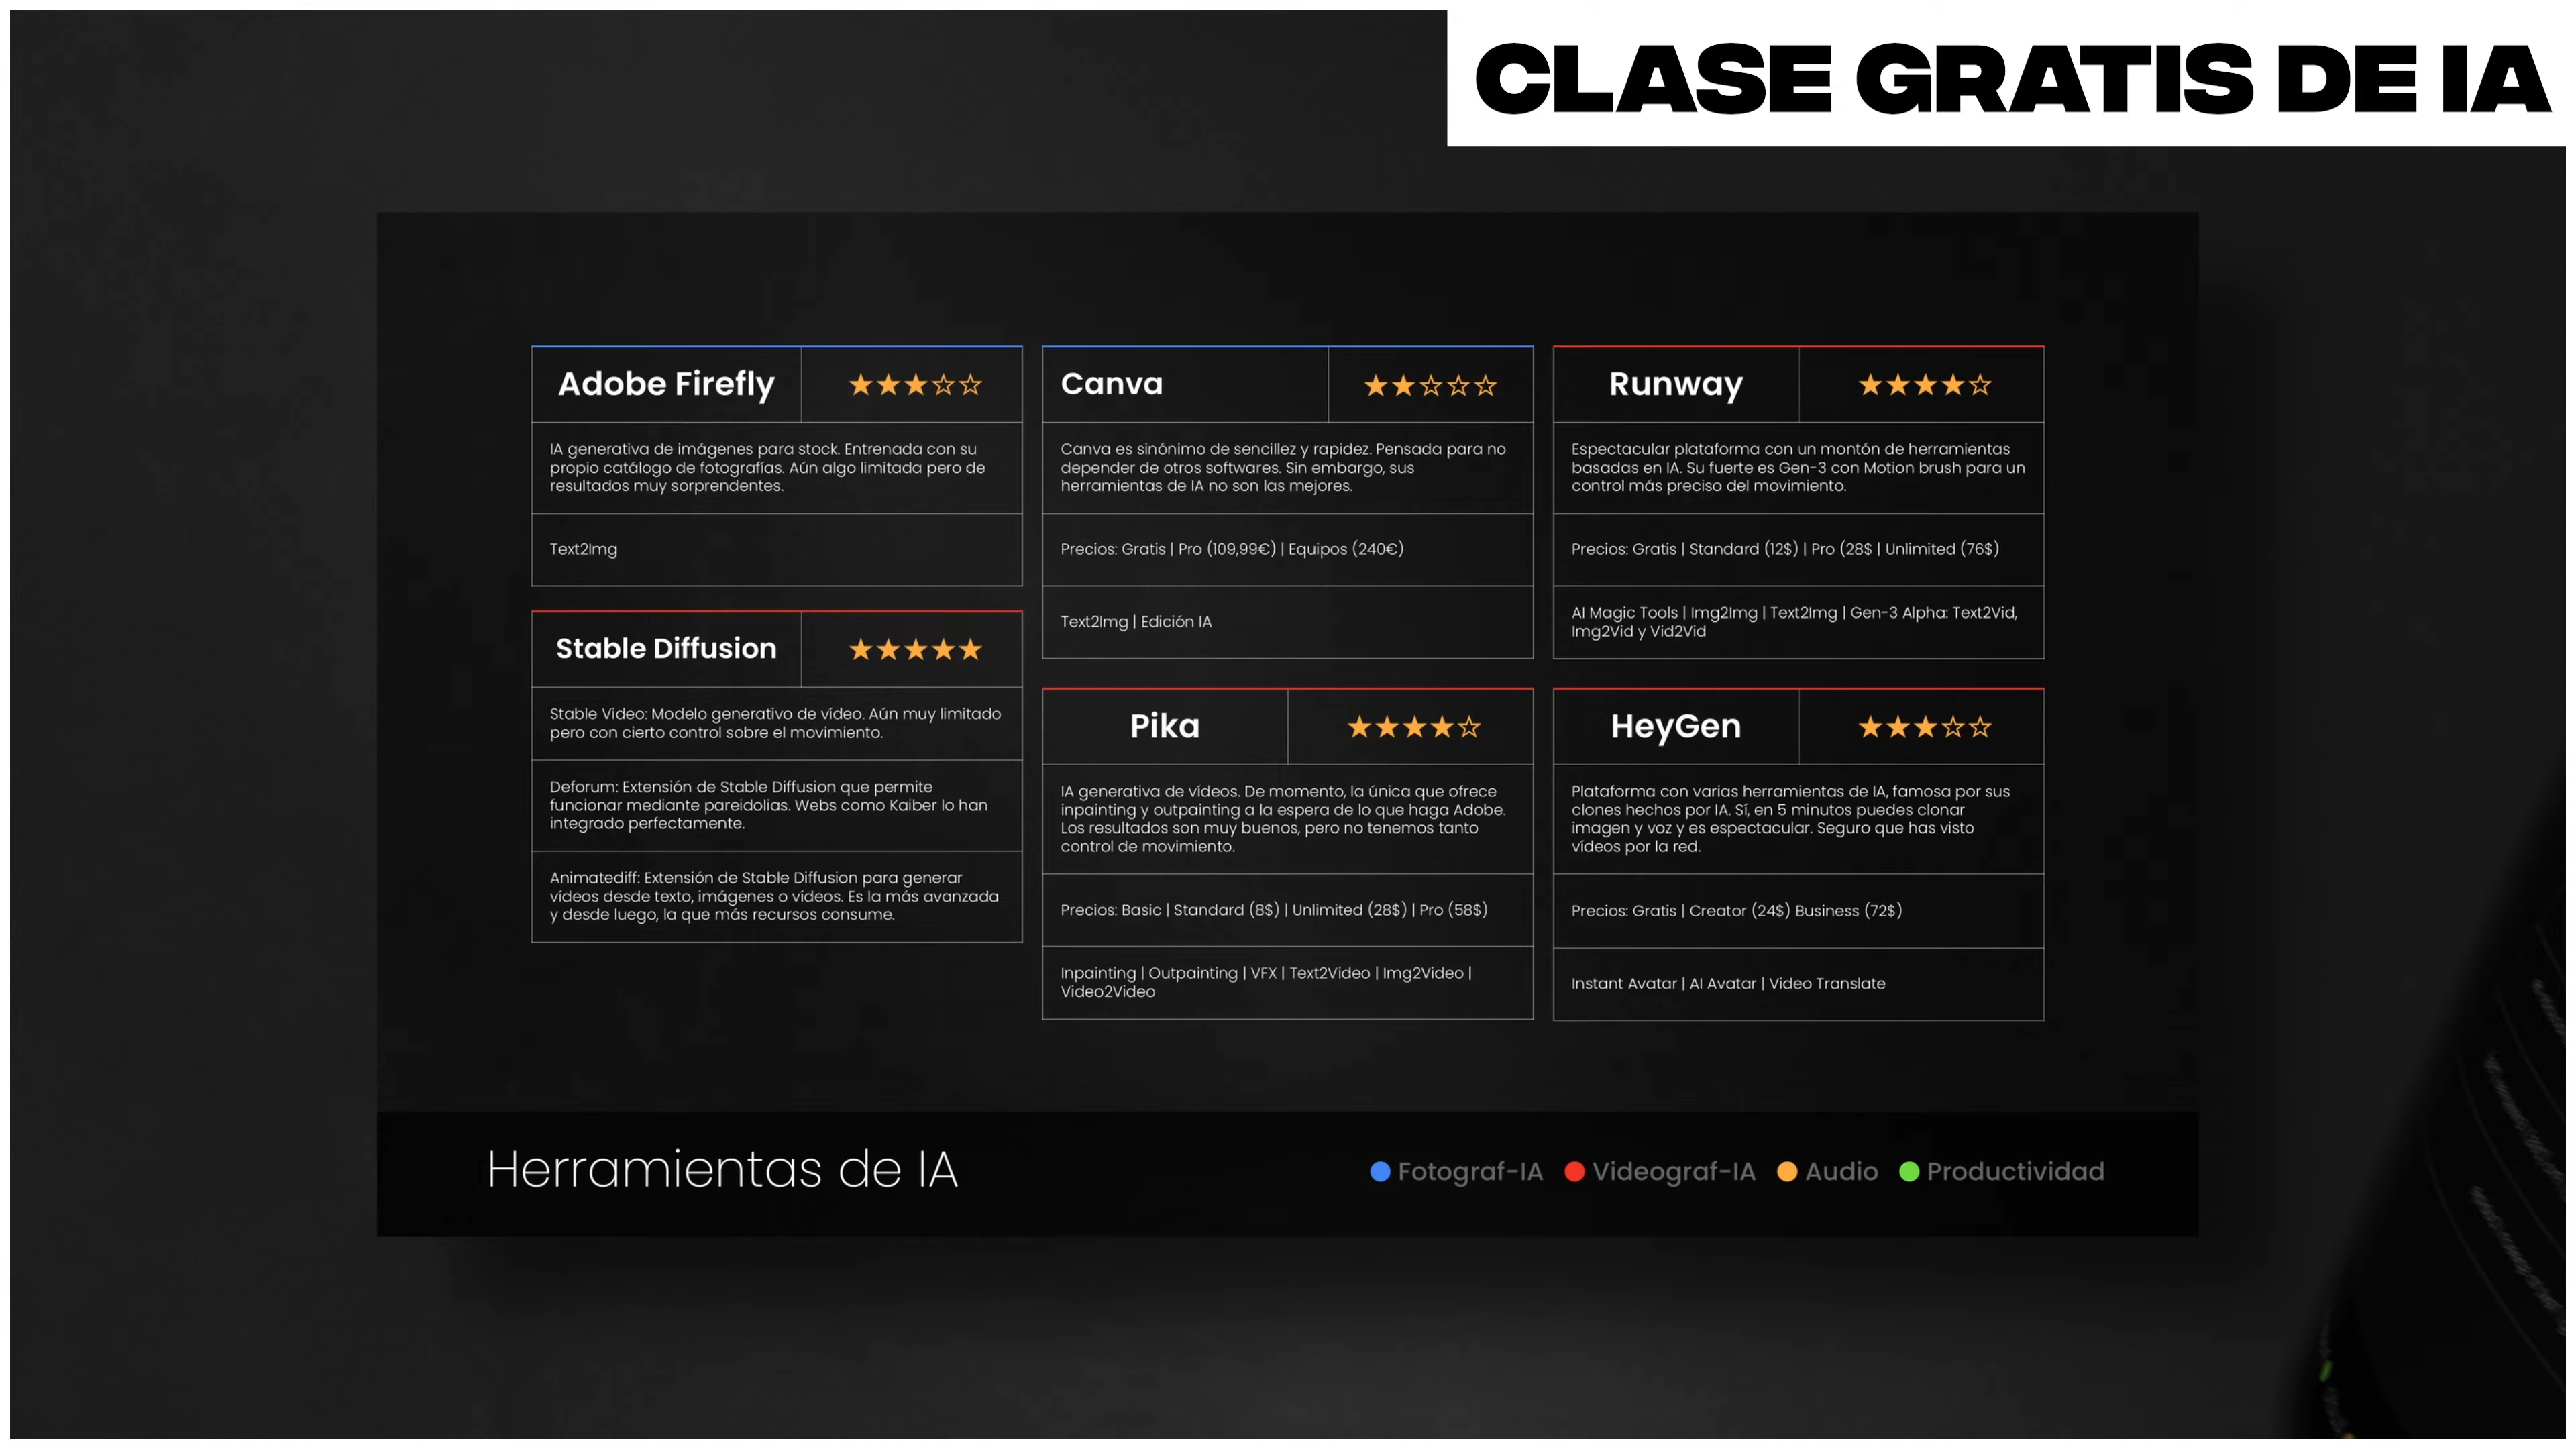 CLASE GRATIS DE IA
Adobe Firefly
★★★☆☆
IA generativa de imágenes para stock. Entrenada con su
propio catálogo de fotografías. Aún algo limitada pero de
resultados muy sorprendentes.
Text2Img
Stable Diffusion
★★★★★
Stable Video: Modelo generativo de vídeo. Aún muy limitado
pero con cierto control sobre el movimiento.
Deforum: Extensión de Stable Diffusion que permite
funcionar mediante pareidolias. Webs como Kaiber lo han
integrado perfectamente.
Animatediff: Extensión de Stable Diffusion para generar
vídeos desde texto, imágenes o vídeos. Es la más avanzada
y desde luego, la que más recursos consume.
Canva
★★☆☆☆
Canva es sinónimo de sencillez y rapidez. Pensada para no
depender de otros softwares. Sin embargo, sus
herramientas de IA no son las mejores.
Precios: Gratis | Pro (109,99€) | Equipos (240€)
Text2Img | Edición IA
Pika
★★★★☆
IA generativa de vídeos. De momento, la única que ofrece
inpainting y outpainting a la espera de lo que haga Adobe.
Los resultados son muy buenos, pero no tenemos tanto
control de movimiento.
Precios: Basic | Standard (8$) | Unlimited (28$) | Pro (58$)
Inpainting | Outpainting | VFX | Text2Video | Img2Video |
Video2Video
Runway
★★★★☆
Espectacular plataforma con un montón de herramientas
basadas en IA. Su fuerte es Gen-3 con Motion brush para un
control más preciso del movimiento.
Precios: Gratis | Standard (12$) | Pro (28$ | Unlimited (76$)
AI Magic Tools | Img2Img | Text2Img | Gen-3 Alpha: Text2Vid,
Img2Vid y Vid2Vid
HeyGen
★★★☆☆
Plataforma con varias herramientas de IA, famosa por sus
clones hechos por IA. Sí, en 5 minutos puedes clonar
imagen y voz y es espectacular. Seguro que has visto
vídeos por la red.
Precios: Gratis | Creator (24$) Business (72$)
Instant Avatar | AI Avatar | Video Translate
Herramientas de IA
Fotograf-IA Videograf-IA Audio Productividad